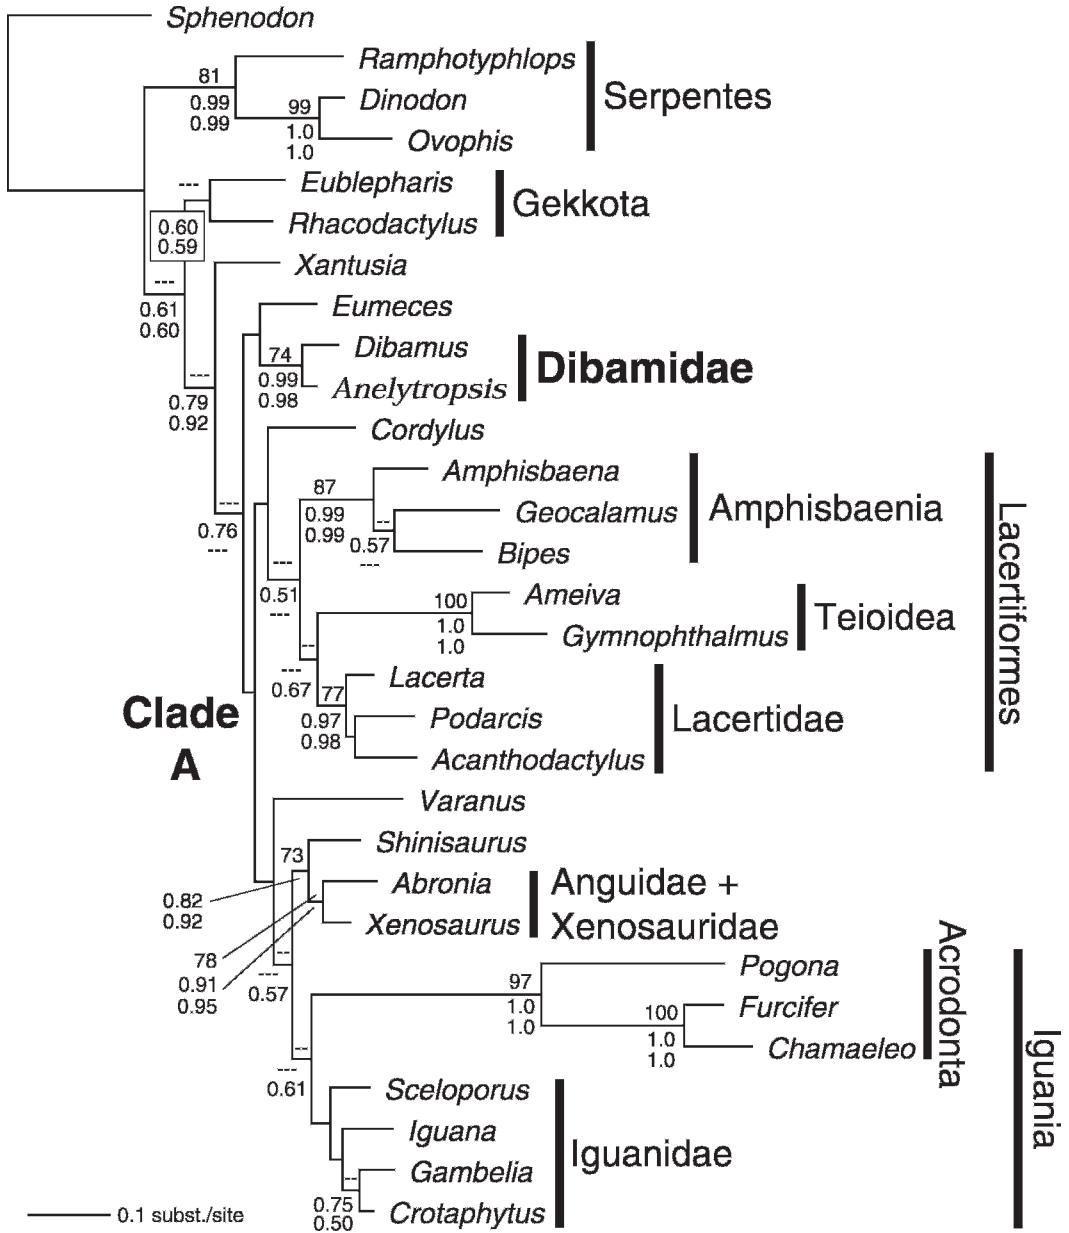 Sphenodon
Ramphotyphlops
81
0.99
0.99
Dinodon
99
1.0
1.0
Ovophis
Serpentes
Eublepharis
---
Rhacodactylus
Gekkota
0.60
0.59
Xantusia
---
0.61
0.60
Eumeces
Dibamus
74
0.99
0.98
Anelytropsis
Dibamidae
---
0.79
0.92
Cordylus
Amphisbaena
87
0.99
0.99
Geocalamus
--
0.57
---
Bipes
Amphisbaenia
---
0.76
---
---
0.51
---
Ameiva
100
1.0
1.0
Gymnophthalmus
Teioidea
Lacertiformes
--
---
0.67
Lacerta
77
0.97
0.98
Podarcis
Acanthodactylus
Lacertidae
Clade
A
Varanus
Shinisaurus
73
0.82
0.92
Abronia
Xenosaurus
Anguidae +
Xenosauridae
78
0.91
0.95
--
---
0.57
Pogona
97
1.0
1.0
Furcifer
100
1.0
1.0
Chamaeleo
Acrodonta
Iguania
--
---
0.61
Sceloporus
Iguana
Gambelia
--
0.75
0.50
Crotaphytus
Iguanidae
0.1 subst./site